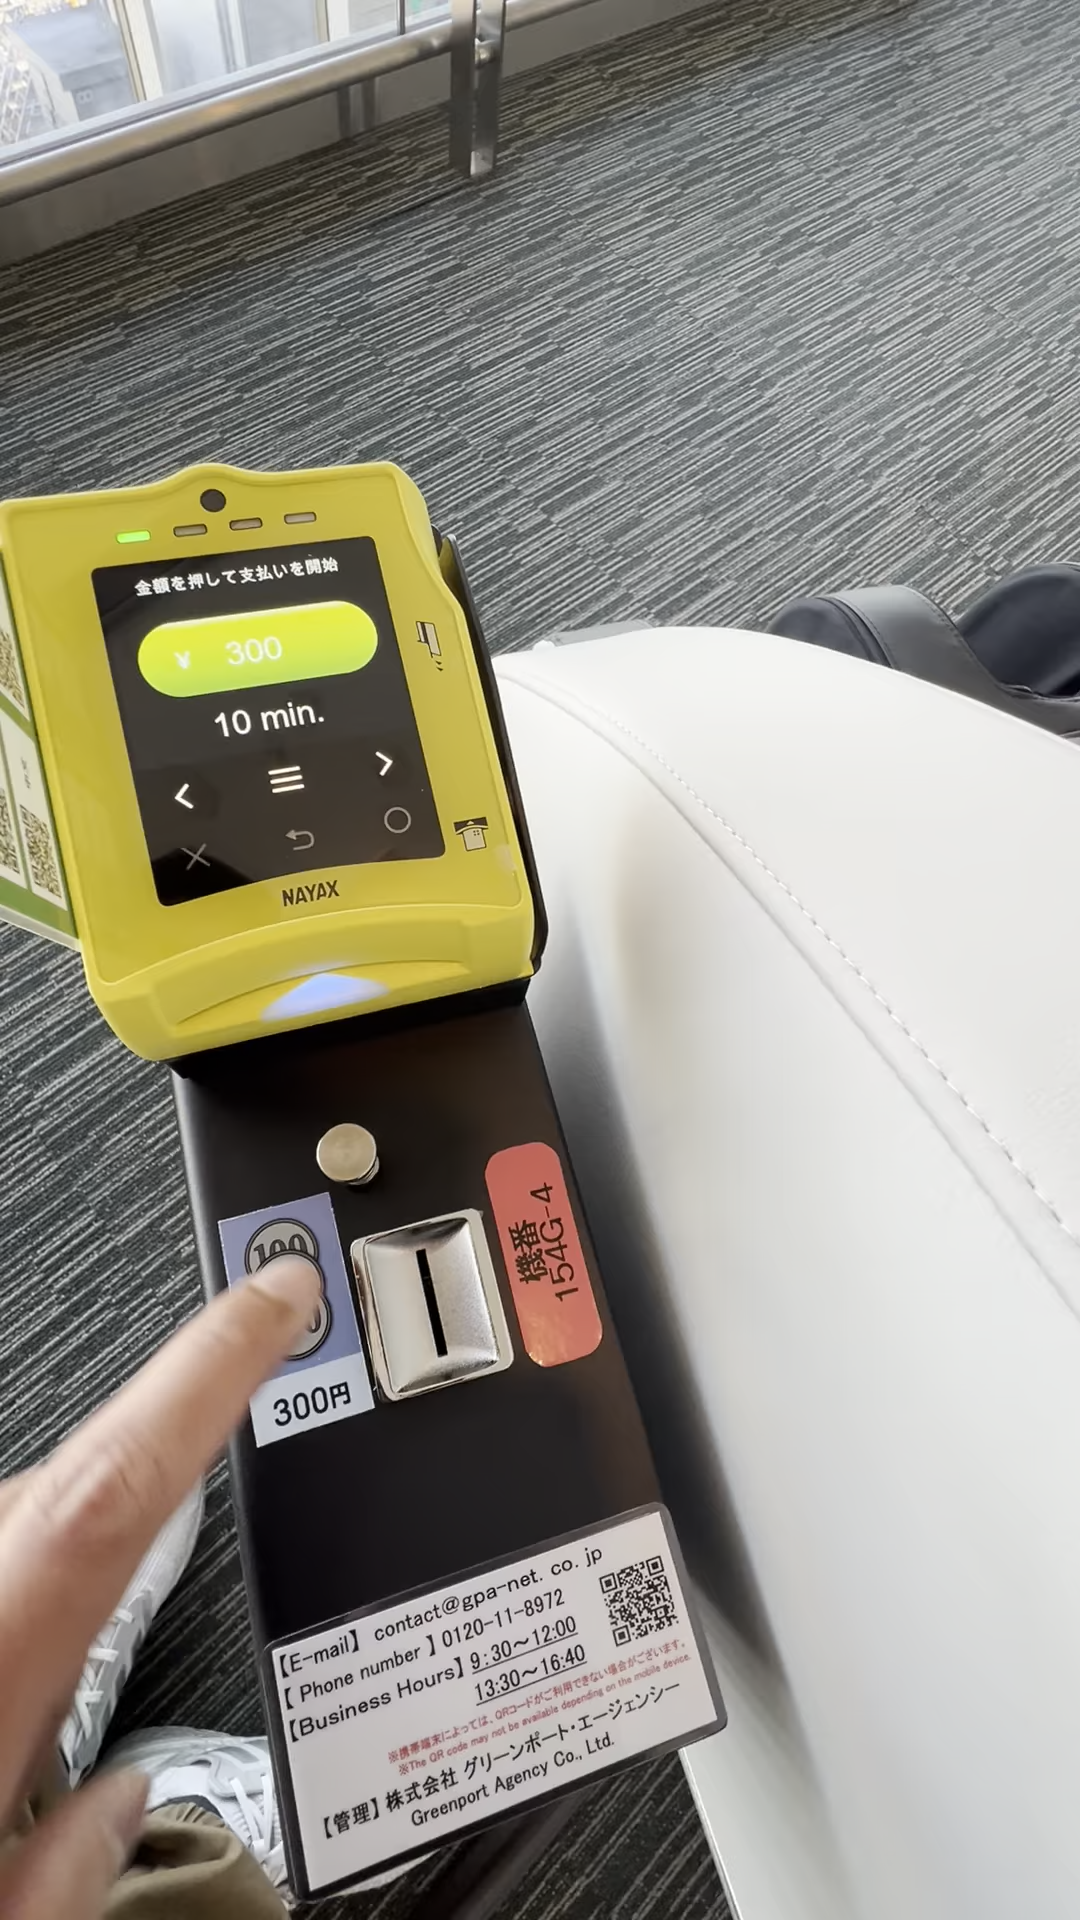 金額を押して支払いを開始
¥ 300
10 min.
NAYAX
100
300円
機番
154G-4
【E-mail】 contact@gpa-net.co.jp
【 Phone number 】 0120-11-8972
【Business Hours】 9:30～12:00
13:30～16:40
※携帯端末によっては、QRコードがご利用できない場合がございます。
※The QR code may not be available depending on the mobile device.
【管理】 株式会社 グリーンポート・エージェンシー
Greenport Agency Co., Ltd.